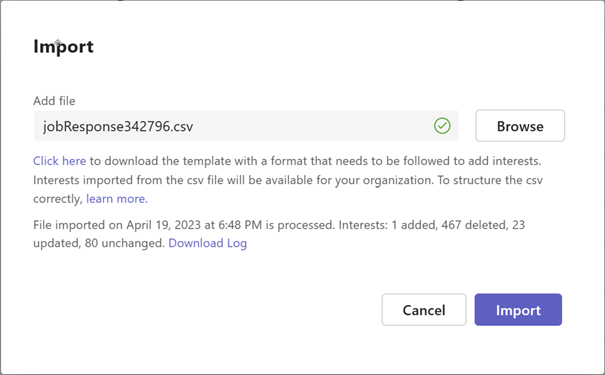 Import
Add file
jobResponse342796.csv
Browse
Click here to download the template with a format that needs to be followed to add interests.
Interests imported from the csv file will be available for your organization. To structure the csv
correctly, learn more.
File imported on April 19, 2023 at 6:48 PM is processed. Interests: 1 added, 467 deleted, 23
updated, 80 unchanged. Download Log
Cancel
Import